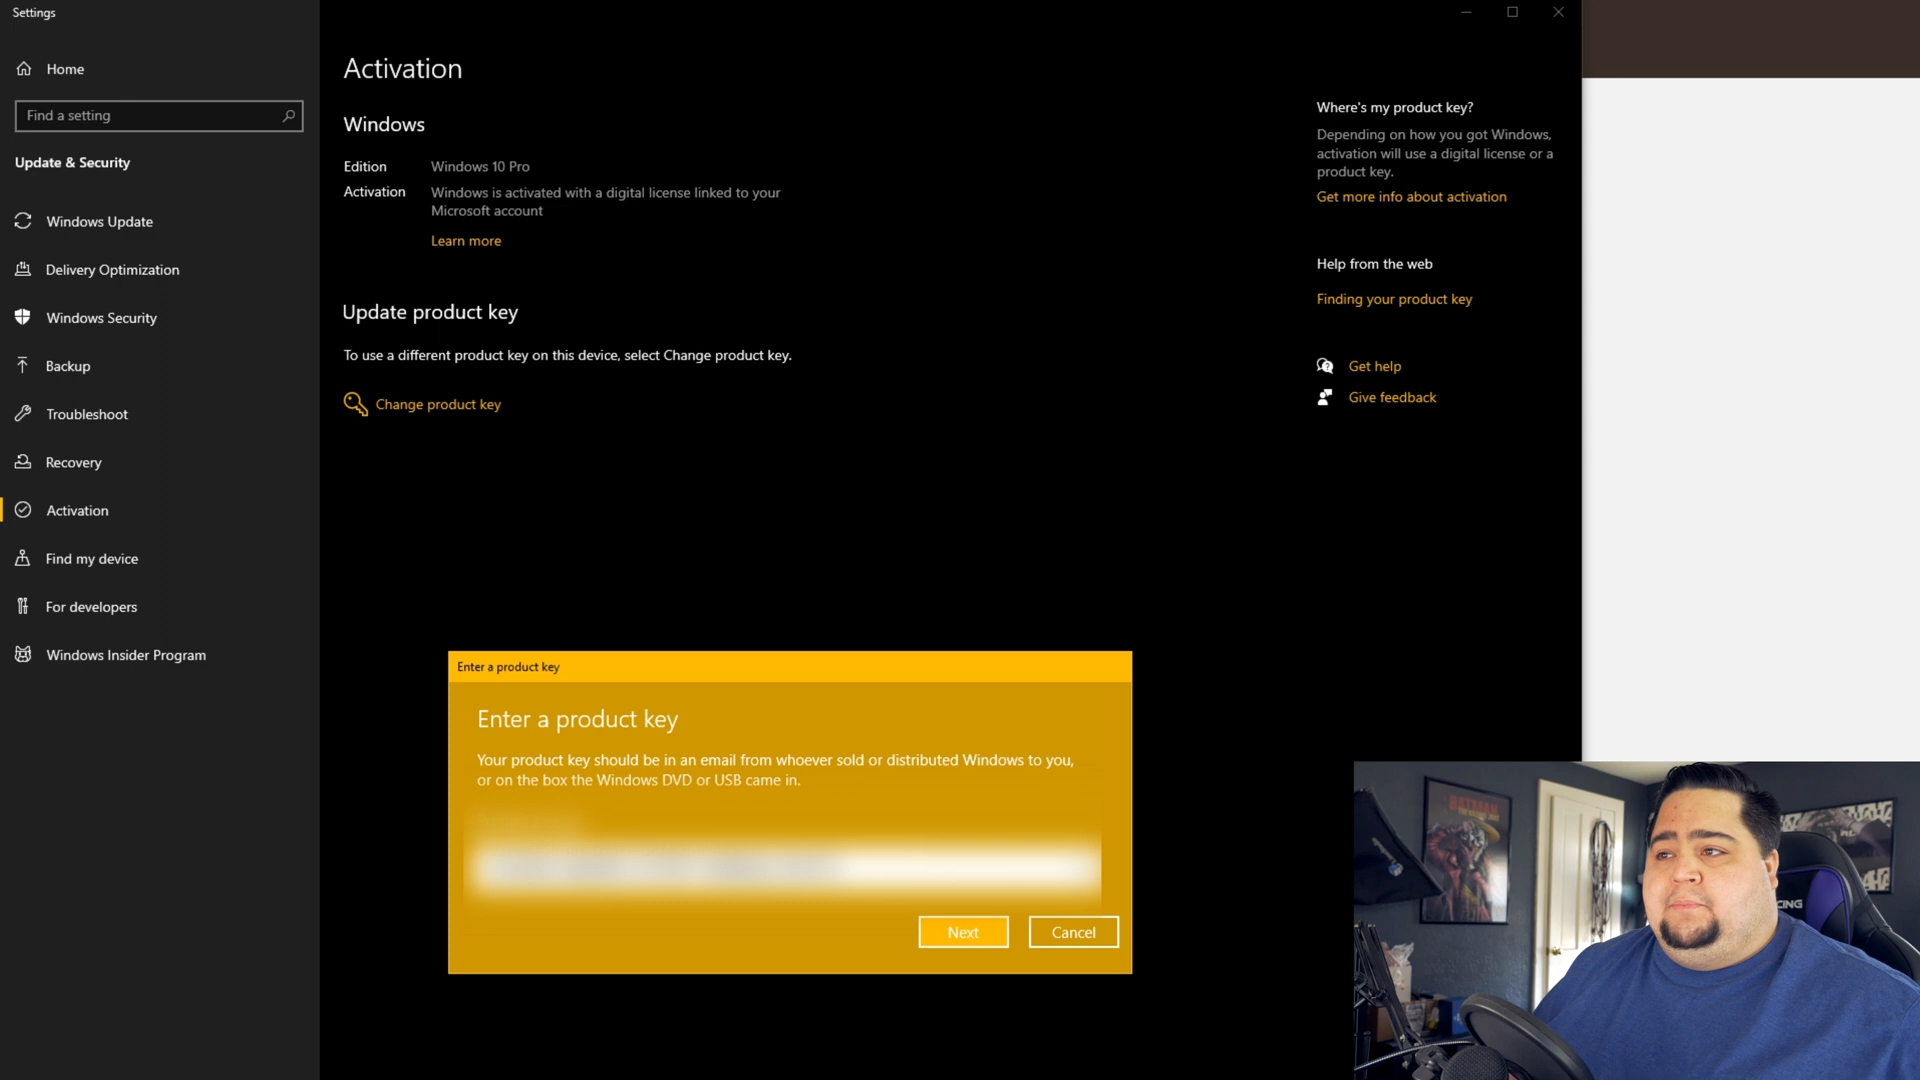 Settings
Home
Find a setting
Update & Security
Windows Update
Delivery Optimization
Windows Security
Backup
Troubleshoot
Recovery
Activation
Find my device
For developers
Windows Insider Program
Activation
Windows
Edition Windows 10 Pro
Activation Windows is activated with a digital license linked to your
Microsoft account
Learn more
Update product key
To use a different product key on this device, select Change product key.
Change product key
Where's my product key?
Depending on how you got Windows,
activation will use a digital license or a
product key.
Get more info about activation
Help from the web
Finding your product key
Get help
Give feedback
Enter a product key
Enter a product key
Your product key should be in an email from whoever sold or distributed Windows to you,
or on the box the Windows DVD or USB came in.
Next
Cancel
BATMAN